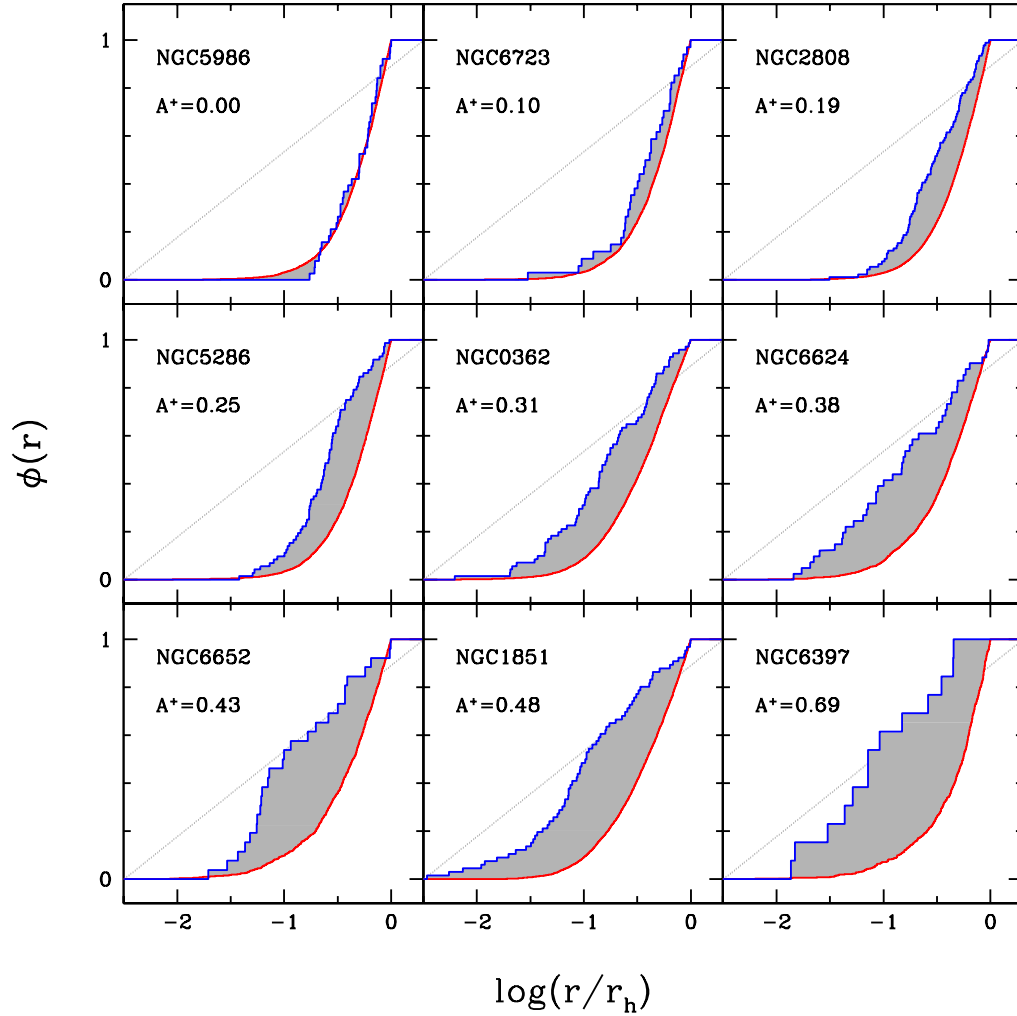 NGC5986
A⁺=0.00
NGC6723
A⁺=0.10
NGC2808
A⁺=0.19
1
0
NGC5286
A⁺=0.25
NGC0362
A⁺=0.31
NGC6624
A⁺=0.38
1
0
NGC6652
A⁺=0.43
NGC1851
A⁺=0.48
NGC6397
A⁺=0.69
1
0
-2 -1 0 -2 -1 0 -2 -1 0
ϕ(r)
log(r/r_h)